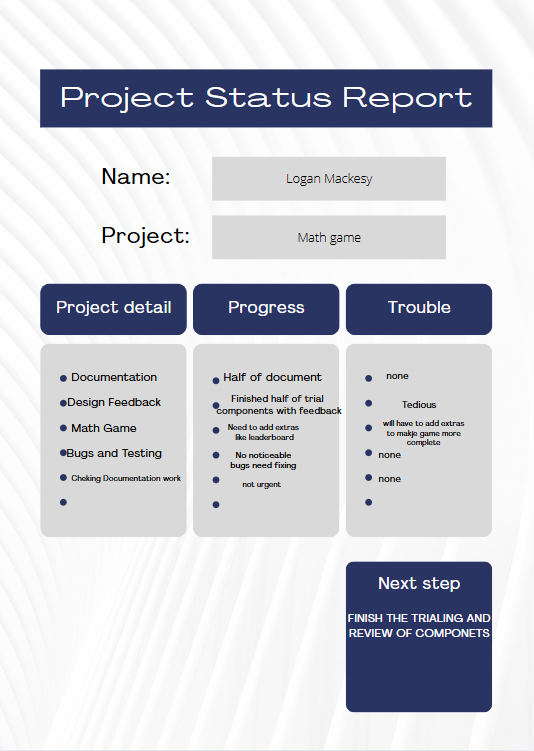 Project Status Report
Name:
Logan Mackesy
Project:
Math game
Project detail
Documentation
Design Feedback
Math Game
Bugs and Testing
Cheking Documentation work
Progress
Half of document
Finished half of trial
components with feedback
Need to add extras
like leaderboard
No noticeable
bugs need fixing
not urgent
Trouble
none
Tedious
will have to add extras
to makje game more
complete
none
none
Next step
FINISH THE TRIALING AND
REVIEW OF COMPONETS